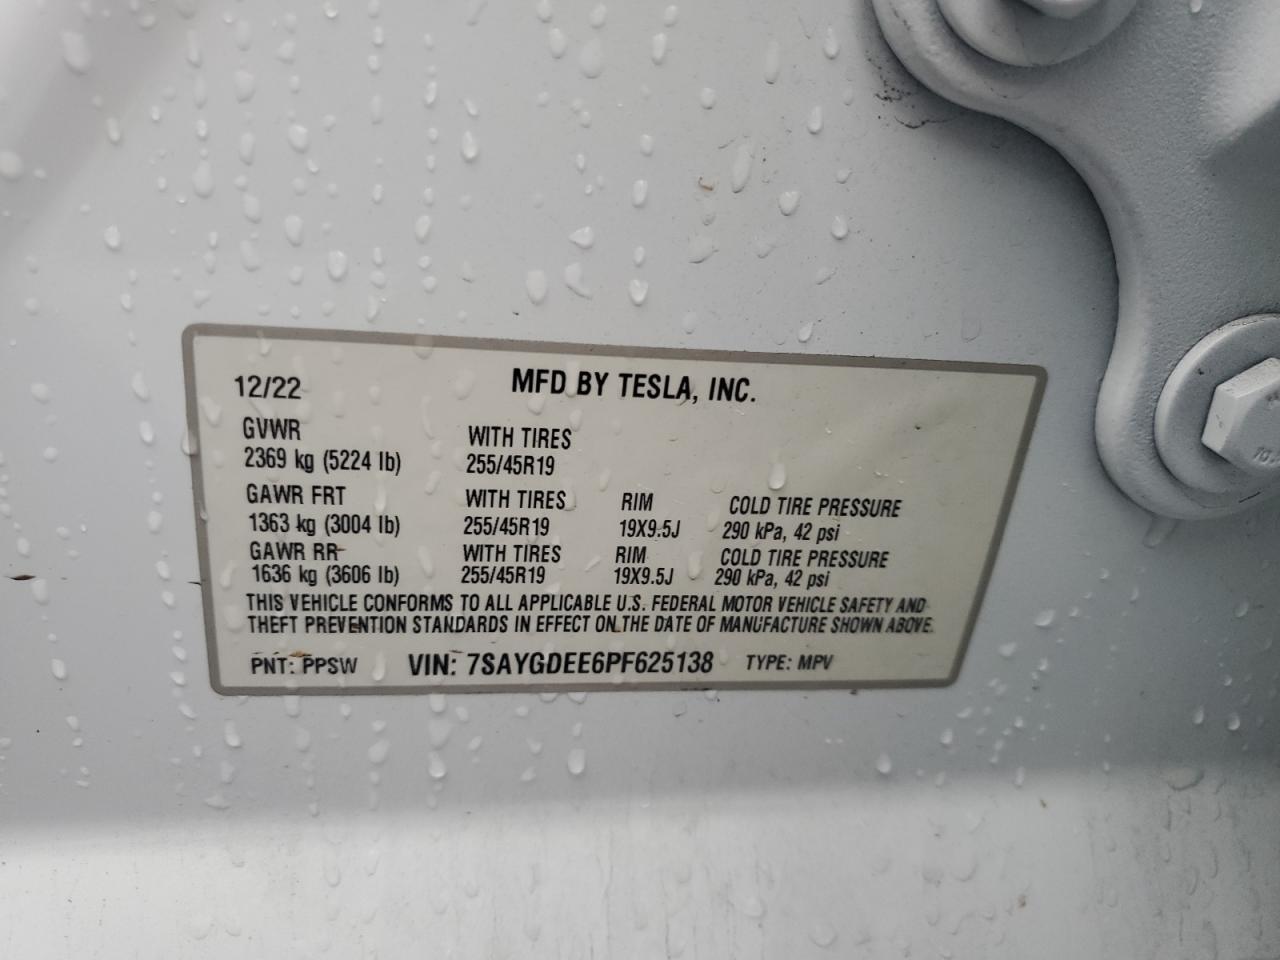 12/22 MFD BY TESLA, INC.
GVWR WITH TIRES
2369 kg (5224 lb) 255/45R19
GAWR FRT WITH TIRES RIM COLD TIRE PRESSURE
1363 kg (3004 lb) 255/45R19 19X9.5J 290 kPa, 42 psi
GAWR RR WITH TIRES RIM COLD TIRE PRESSURE
1636 kg (3606 lb) 255/45R19 19X9.5J 290 kPa, 42 psi
THIS VEHICLE CONFORMS TO ALL APPLICABLE U.S. FEDERAL MOTOR VEHICLE SAFETY AND
THEFT PREVENTION STANDARDS IN EFFECT ON THE DATE OF MANUFACTURE SHOWN ABOVE.
PNT: PPSW VIN: 7SAYGDEE6PF625138 TYPE: MPV